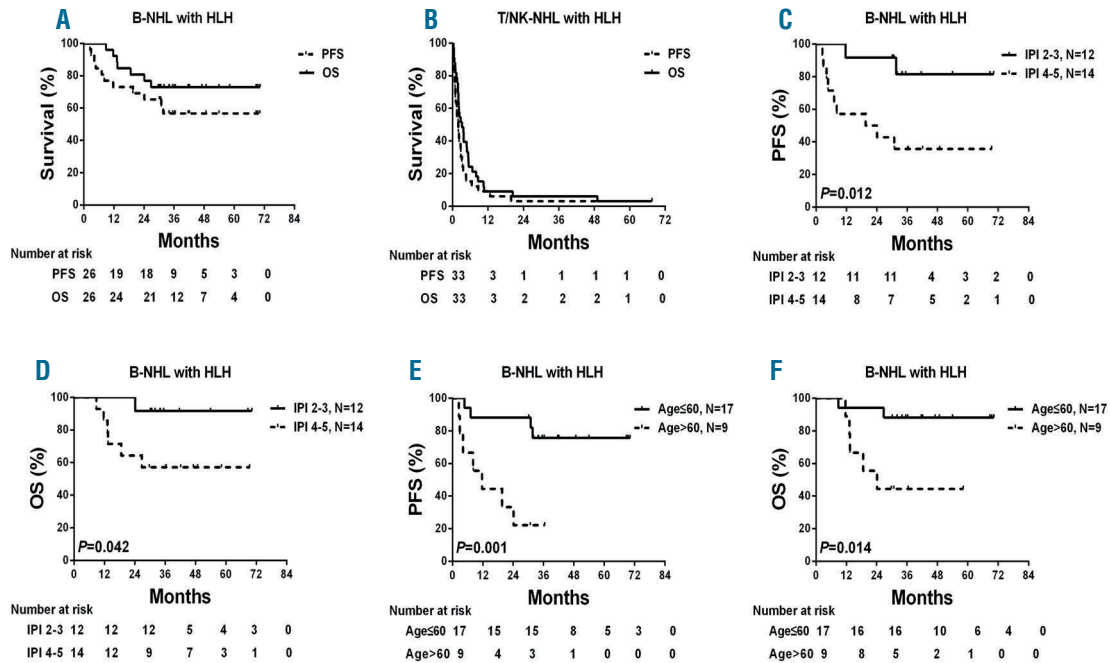 A B-NHL with HLH
Survival (%)
100
80
60
40
20
0
PFS
OS
0 12 24 36 48 60 72 84
Months
Number at risk
PFS 26 19 18 9 5 3 0
OS 26 24 21 12 7 4 0
B T/NK-NHL with HLH
Survival (%)
100
80
60
40
20
0
PFS
OS
0 12 24 36 48 60 72
Months
Number at risk
PFS 33 3 1 1 1 1 0
OS 33 3 2 2 2 1 0
C B-NHL with HLH
PFS (%)
100
80
60
40
20
0
IPI 2-3, N=12
IPI 4-5, N=14
P=0.012
0 12 24 36 48 60 72 84
Months
Number at risk
IPI 2-3 12 11 11 4 3 2 0
IPI 4-5 14 8 7 5 2 1 0
D B-NHL with HLH
OS (%)
100
80
60
40
20
0
IPI 2-3, N=12
IPI 4-5, N=14
P=0.042
0 12 24 36 48 60 72 84
Months
Number at risk
IPI 2-3 12 12 12 5 4 3 0
IPI 4-5 14 12 9 7 3 1 0
E B-NHL with HLH
PFS (%)
100
80
60
40
20
0
Age≤60, N=17
Age>60, N=9
P=0.001
0 12 24 36 48 60 72 84
Months
Number at risk
Age≤60 17 15 15 8 5 3 0
Age>60 9 4 3 1 0 0 0
F B-NHL with HLH
OS (%)
100
80
60
40
20
0
Age≤60, N=17
Age>60, N=9
P=0.014
0 12 24 36 48 60 72 84
Months
Number at risk
Age≤60 17 16 16 10 6 4 0
Age>60 9 8 5 2 1 0 0